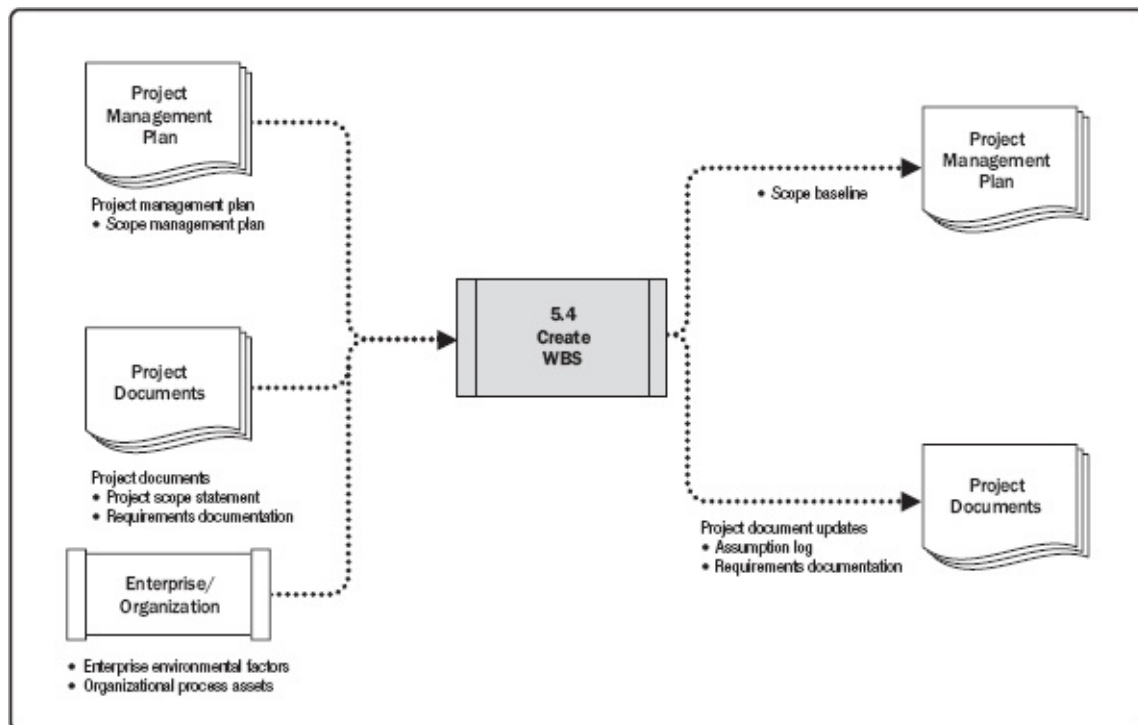 Project
Management
Plan
Project management plan
• Scope management plan
Project
Documents
Project documents
• Project scope statement
• Requirements documentation
Enterprise/
Organization
• Enterprise environmental factors
• Organizational process assets
5.4
Create
WBS
• Scope baseline
Project
Management
Plan
Project document updates
• Assumption log
• Requirements documentation
Project
Documents